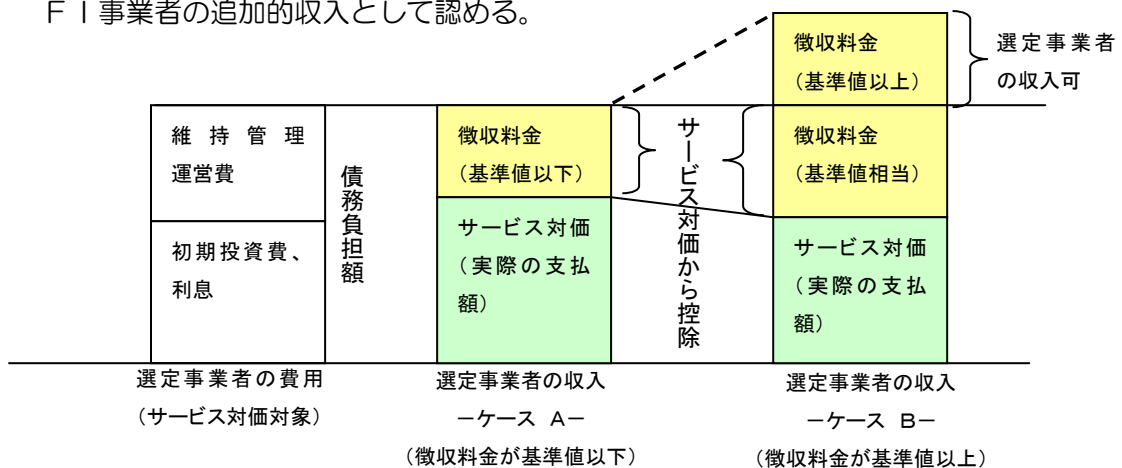 ＦＩ事業者の追加的収入として認める。
徴収料金
(基準値以上)
選定事業者
の収入可
維持管理
運営費
初期投資費、
利息
債務負担額
徴収料金
(基準値以下)
サービス対価
（実際の支払
額）
サービス対価から控除
徴収料金
(基準値相当)
サービス対価
（実際の支払
額）
選定事業者の費用
（サービス対価対象）
選定事業者の収入
－ケース A－
（徴収料金が基準値以下）
選定事業者の収入
－ケース B－
（徴収料金が基準値以上）